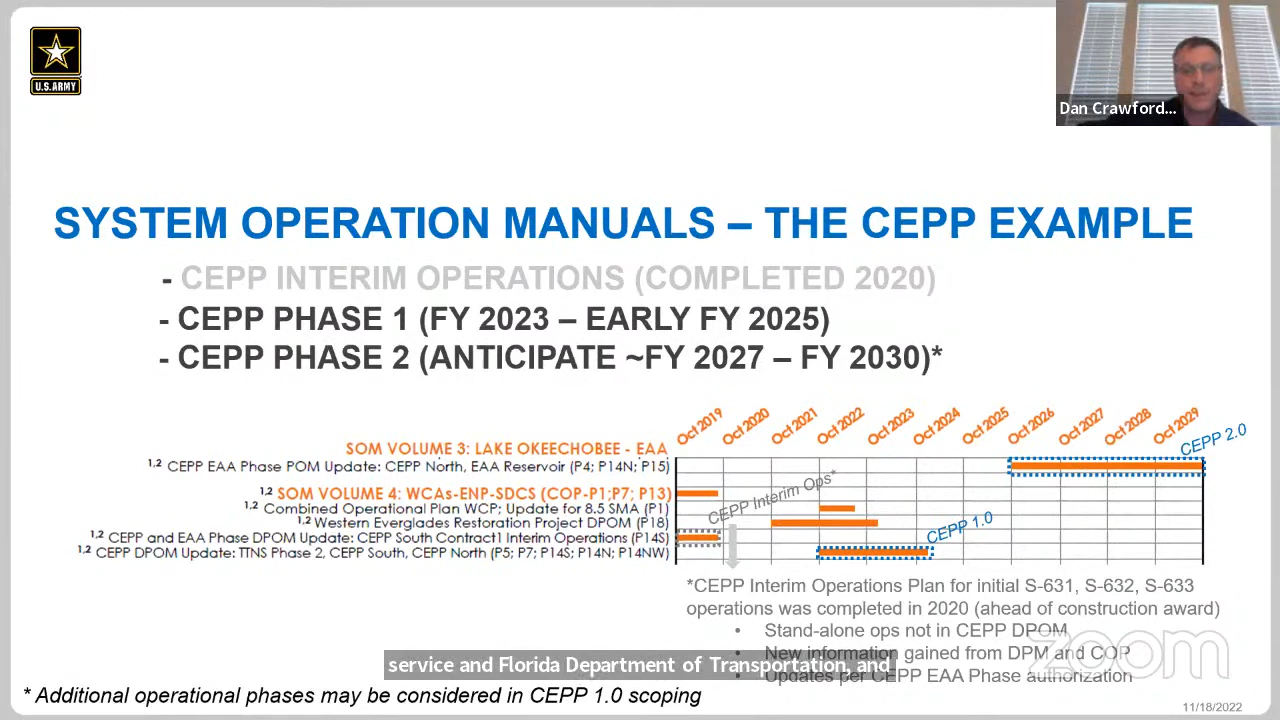 U.S. ARMY
Dan Crawford...
SYSTEM OPERATION MANUALS – THE CEPP EXAMPLE
- CEPP INTERIM OPERATIONS (COMPLETED 2020)
- CEPP PHASE 1 (FY 2023 – EARLY FY 2025)
- CEPP PHASE 2 (ANTICIPATE ~FY 2027 – FY 2030)*
Oct 2019 Oct 2020 Oct 2021 Oct 2022 Oct 2023 Oct 2024 Oct 2025 Oct 2026 Oct 2027 Oct 2028 Oct 2029
CEPP 2.0
SOM VOLUME 3: LAKE OKEECHOBEE - EAA
1,2 CEPP EAA Phase POM Update: CEPP North, EAA Reservoir (P4; P14N; P15)
1,2 SOM VOLUME 4: WCAs-ENP-SDCS (COP-P1;P7; P13)
CEPP Interim Ops*
1,2 Combined Operational Plan WCP; Update for 8.5 SMA (P1)
1,2 Western Everglades Restoration Project DPOM (P18)
CEPP 1.0
1,2 CEPP and EAA Phase DPOM Update: CEPP South Contract1 Interim Operations (P14S)
1,2 CEPP DPOM Update: TTNS Phase 2, CEPP South, CEPP North (P5; P7; P14S; P14N; P14NW)
*CEPP Interim Operations Plan for initial S-631, S-632, S-633
operations was completed in 2020 (ahead of construction award)
• Stand-alone ops not in CEPP DPOM
• New information gained from DPM and COP
• Updates per CEPP EAA Phase authorization
zoom
service and Florida Department of Transportation, and
* Additional operational phases may be considered in CEPP 1.0 scoping
11/18/2022